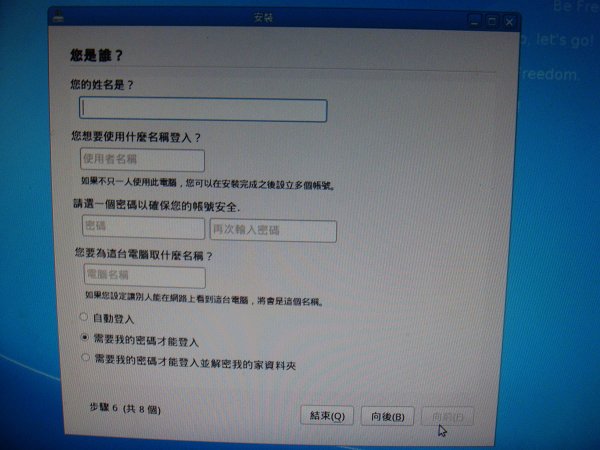 安裝
Be Fre
, let's go!
reedom.
您是誰？
您的姓名是？
您想要使用什麼名稱登入？
使用者名稱
如果不只一人使用此電腦，您可以在安裝完成之後設立多個帳號。
請選一個密碼以確保您的帳號安全.
密碼
再次輸入密碼
您要為這台電腦取什麼名稱？
電腦名稱
如果您設定讓別人能在網路上看到這台電腦，將會是這個名稱。
自動登入
需要我的密碼才能登入
需要我的密碼才能登入並解密我的家資料夾
步驟 6 (共 8 個)
結束(Q)
向後(B)
向前(F)